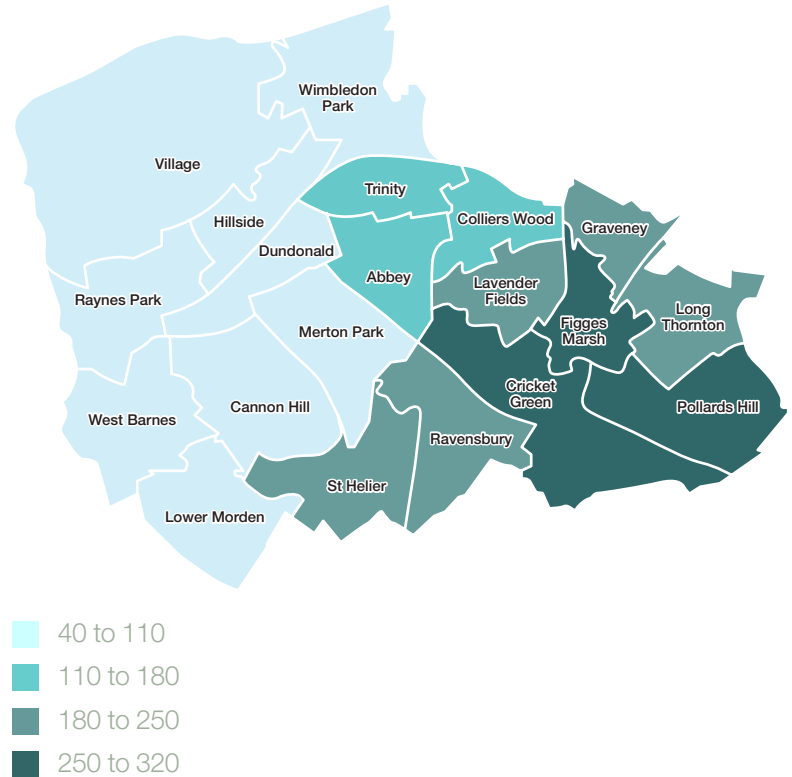 Wimbledon
Park
Village
Trinity
Hillside
Colliers Wood
Graveney
Dundonald
Abbey
Lavender
Fields
Raynes Park
Long
Thornton
Merton Park
Figges
Marsh
Cricket
Green
West Barnes
Cannon Hill
Pollards Hill
Ravensbury
St Helier
Lower Morden
40 to 110
110 to 180
180 to 250
250 to 320